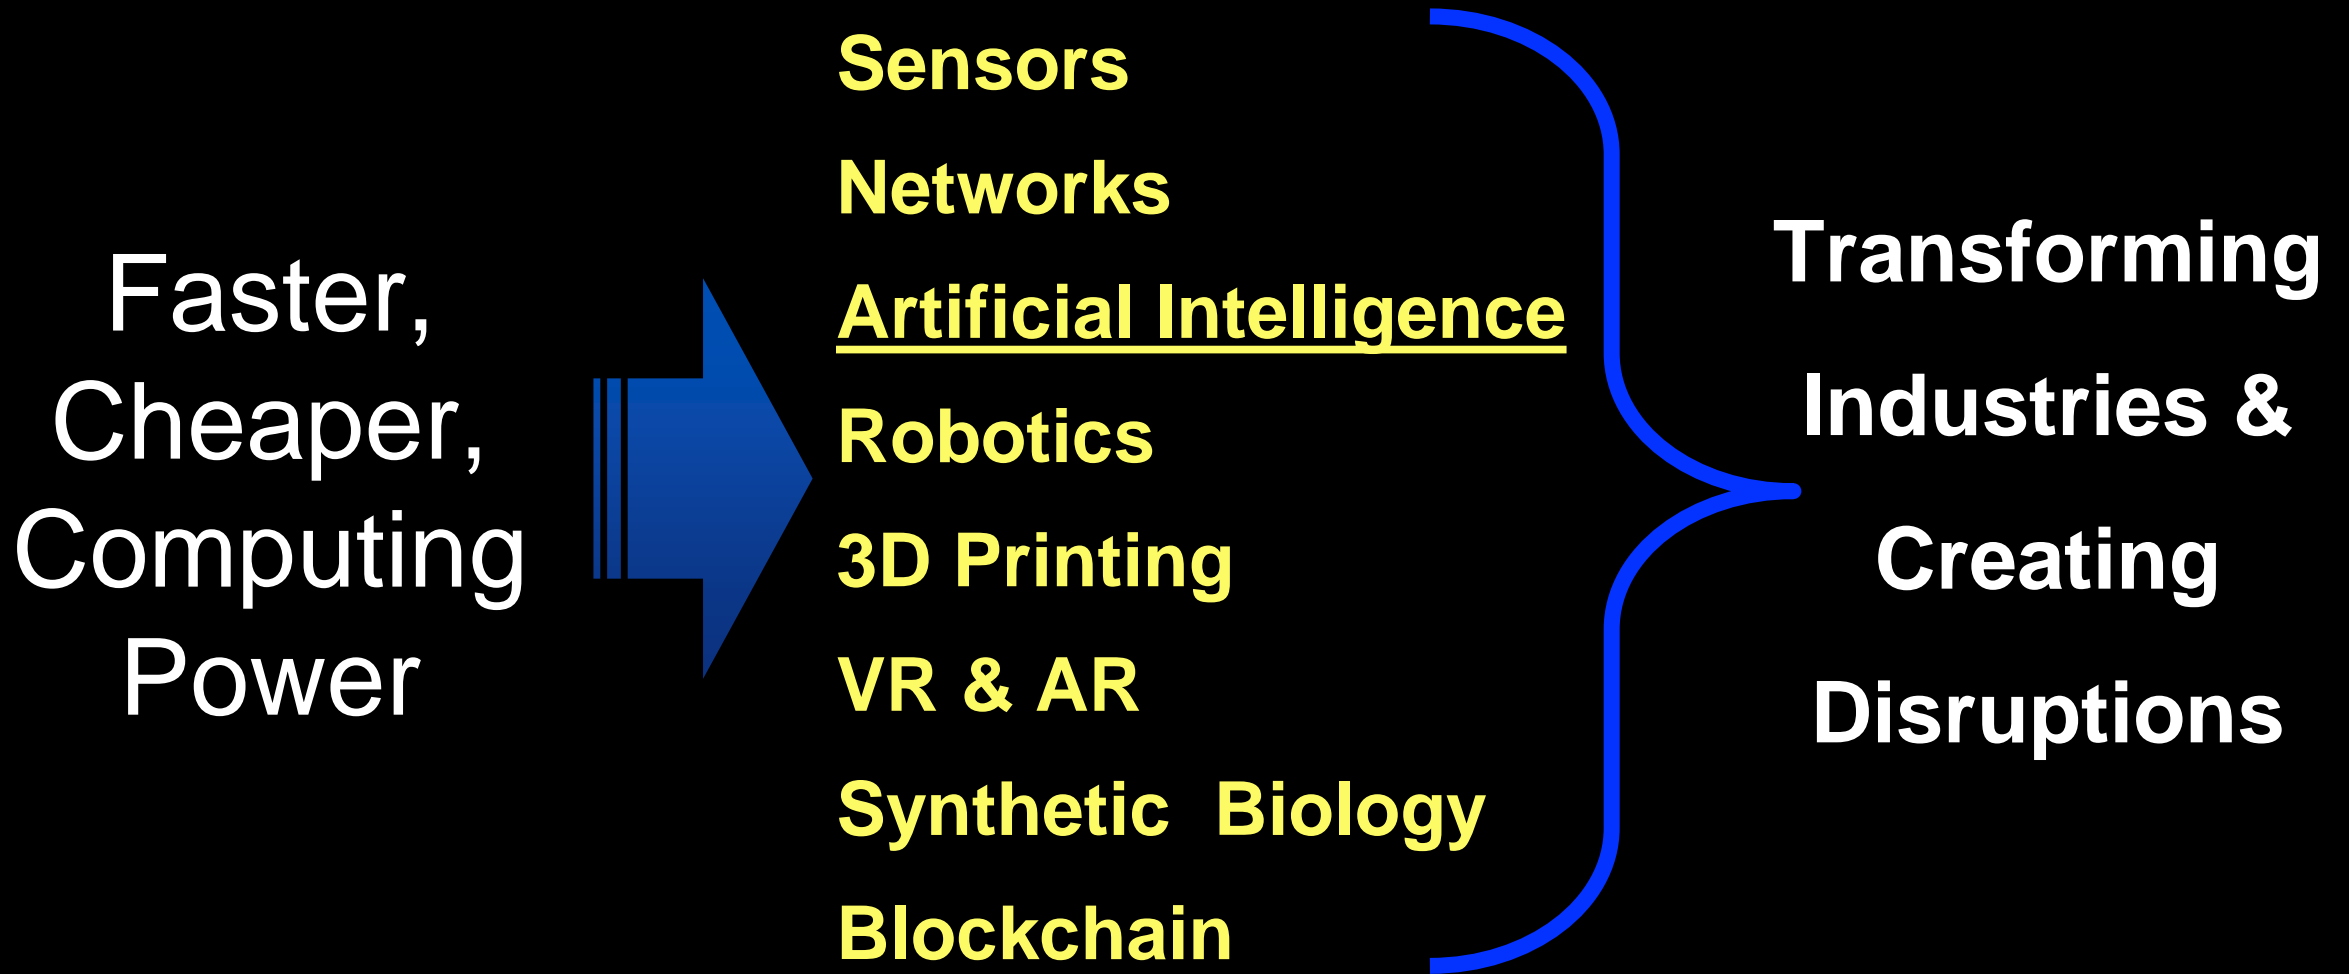 Faster,
Cheaper,
Computing
Power
Sensors
Networks
Artificial Intelligence
Robotics
3D Printing
VR & AR
Synthetic  Biology
Blockchain
Transforming
Industries &
Creating
Disruptions